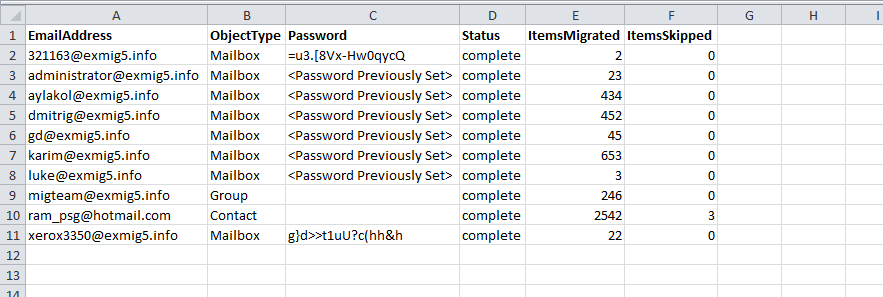 A B C D E F G H I
1 EmailAddress ObjectType Password Status ItemsMigrated ItemsSkipped
2 321163@exmig5.info Mailbox =u3.[8Vx-Hw0qycQ complete 2 0
3 administrator@exmig5.info Mailbox <Password Previously Set> complete 23 0
4 aylakol@exmig5.info Mailbox <Password Previously Set> complete 434 0
5 dmitrig@exmig5.info Mailbox <Password Previously Set> complete 452 0
6 gd@exmig5.info Mailbox <Password Previously Set> complete 45 0
7 karim@exmig5.info Mailbox <Password Previously Set> complete 653 0
8 luke@exmig5.info Mailbox <Password Previously Set> complete 3 0
9 migteam@exmig5.info Group complete 246 0
10 ram_psg@hotmail.com Contact complete 2542 3
11 xerox3350@exmig5.info Mailbox g}d>>t1uU?c(hh&h complete 22 0
12
13
14